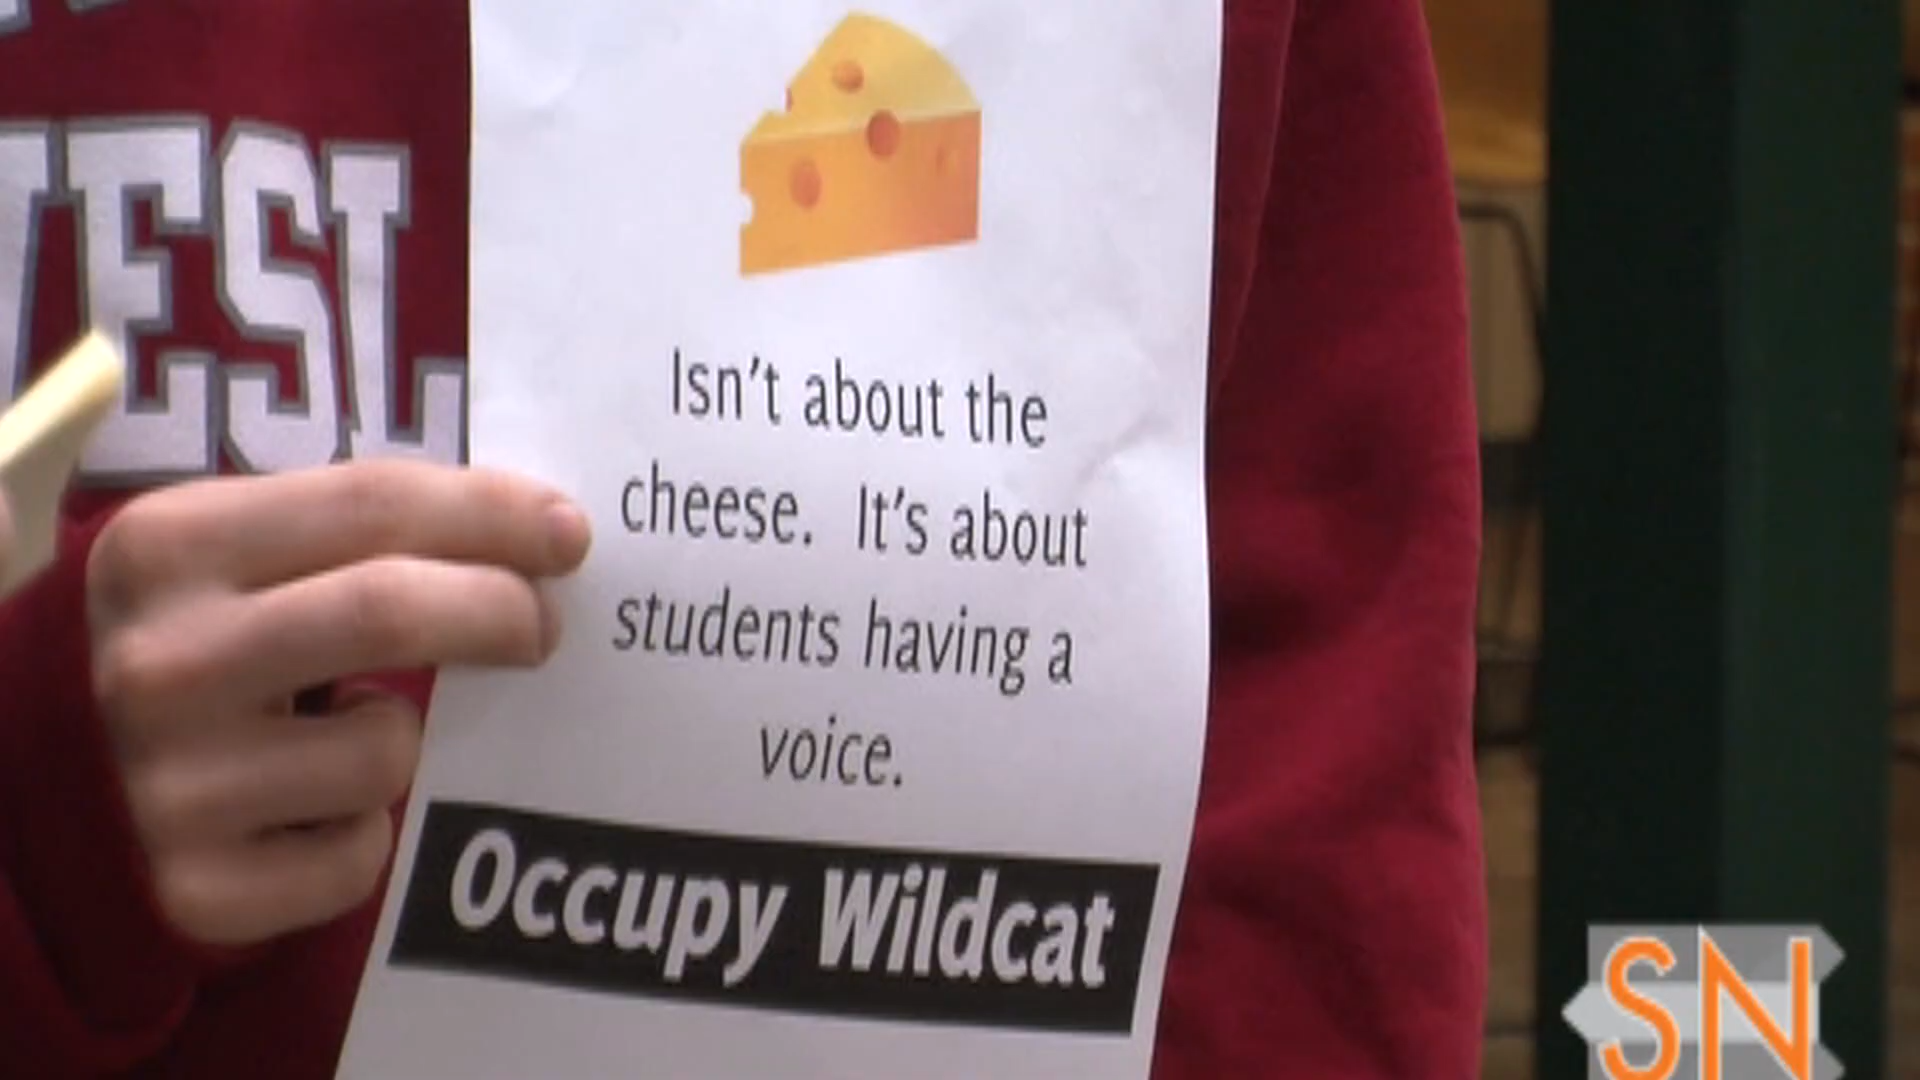 VESL
Isn't about the
cheese. It's about
students having a
voice.
Occupy Wildcat
SN